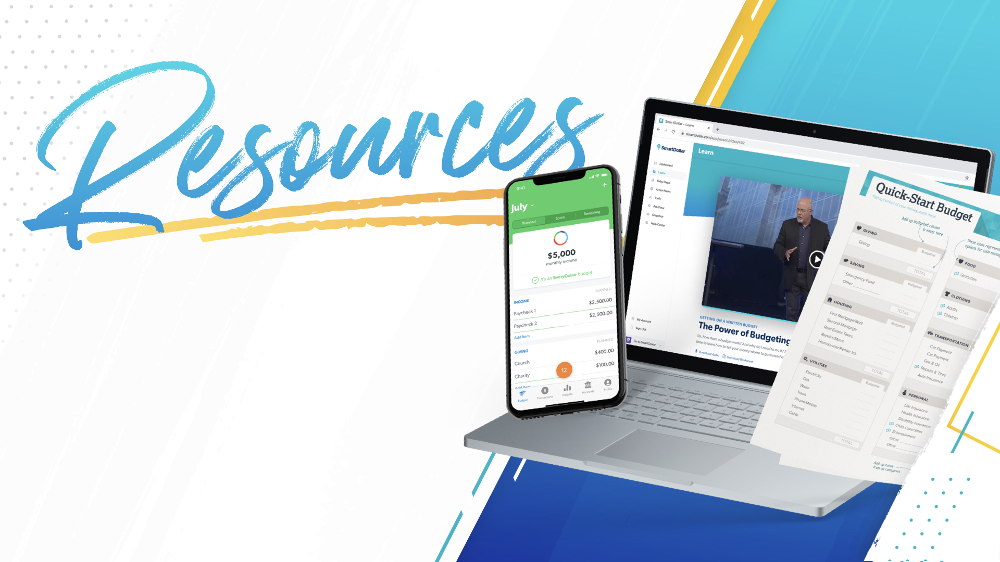 Resources
9:41
July
Planned
Spent
Remaining
$5,000
monthly income
It's an EveryDollar budget
PLANNED
INCOME
Paycheck 1 $2,500.00
Paycheck 2 $2,500.00
Add Item
PLANNED
GIVING
Church $400.00
Charity $100.00
Add Item
12
Budget
Transactions
Insights
Accounts
Profile
SmartDollar - Learn
smartdollar.com/app/lesson/video/432
SmartDollar
Learn
Dashboard
Learn
Baby Steps
Action Items
Tools
Ask Dave
Snapshot
Help Center
My Account
Sign Out
Go to SmartCenter
GETTING ON A WRITTEN BUDGET
The Power of Budgeting
So, how does a budget work? And why do I need to do it?
time to learn how to tell your money where to go instead
Download Audio
Download Worksheet
Quick-Start Budget
Taking control of your money starts here!
Add up budgeted column
& enter here
These icons represent
options for cash
GIVING
Budgeted
Giving
TOTAL
SAVING
Budgeted
Emergency Fund
Other
TOTAL
HOUSING
Budgeted
First Mortgage/Rent
Second Mortgage
Real Estate Taxes
Repairs/Maint.
Homeowner/Renter Ins.
TOTAL
UTILITIES
Budgeted
Electricity
Gas
Water
Trash
Phone/Mobile
Internet
Cable
TOTAL
FOOD
Groceries
CLOTHING
Adults
Children
TRANSPORTATION
Car Payment
Car Payment
Gas & Oil
Repairs & Tires
Auto Insurance
PERSONAL
Life Insurance
Health Insurance
Disability Insurance
Child Care/Sitter
Entertainment
Other
Other
Add up totals
from all categories